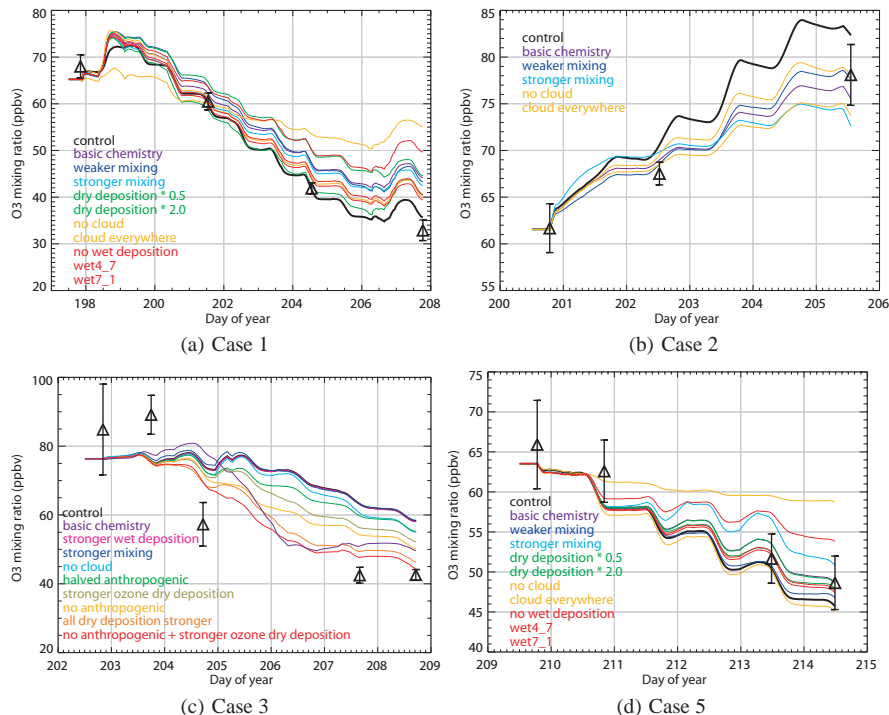 O3 mixing ratio (ppbv)
80
70
60
50
40
30
20
control
basic chemistry
weaker mixing
stronger mixing
dry deposition * 0.5
dry deposition * 2.0
no cloud
cloud everywhere
no wet deposition
wet4_7
wet7_1
198 200 202 204 206 208
Day of year
(a) Case 1
O3 mixing ratio (ppbv)
85
80
75
70
65
60
55
control
basic chemistry
weaker mixing
stronger mixing
no cloud
cloud everywhere
200 201 202 203 204 205 206
Day of year
(b) Case 2
O3 mixing ratio (ppbv)
100
80
60
40
20
control
basic chemistry
stronger wet deposition
stronger mixing
no cloud
halved anthropogenic
stronger ozone dry deposition
no anthropogenic
all dry deposition stronger
no anthropogenic + stronger ozone dry deposition
202 203 204 205 206 207 208 209
Day of year
(c) Case 3
O3 mixing ratio (ppbv)
75
70
65
60
55
50
45
40
control
basic chemistry
weaker mixing
stronger mixing
dry deposition * 0.5
dry deposition * 2.0
no cloud
cloud everywhere
no wet deposition
wet4_7
wet7_1
209 210 211 212 213 214 215
Day of year
(d) Case 5